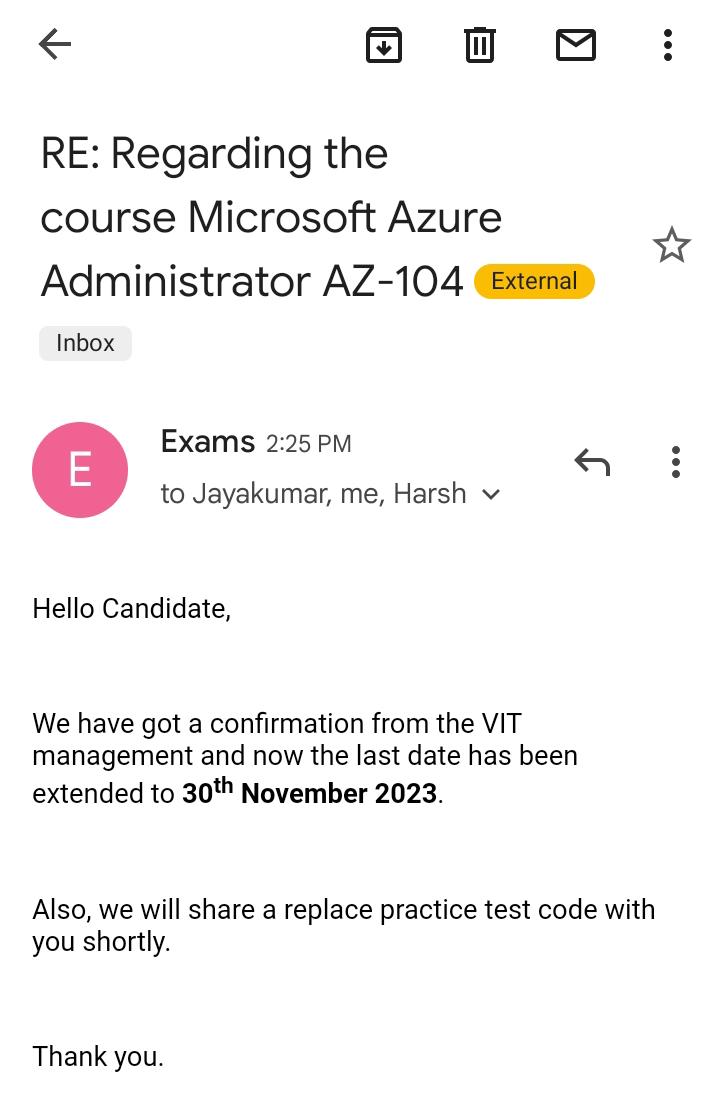 RE: Regarding the
course Microsoft Azure
Administrator AZ-104 External
Inbox
E
Exams 2:25 PM
to Jayakumar, me, Harsh
Hello Candidate,
We have got a confirmation from the VIT
management and now the last date has been
extended to 30th November 2023.
Also, we will share a replace practice test code with
you shortly.
Thank you.